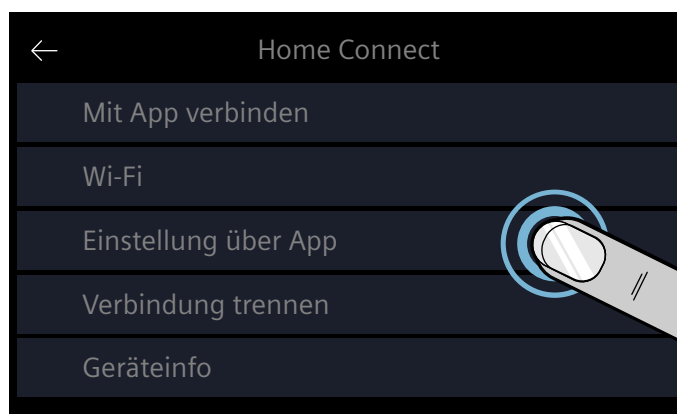 Home Connect
Mit App verbinden
Wi-Fi
Einstellung über App
Verbindung trennen
Geräteinfo